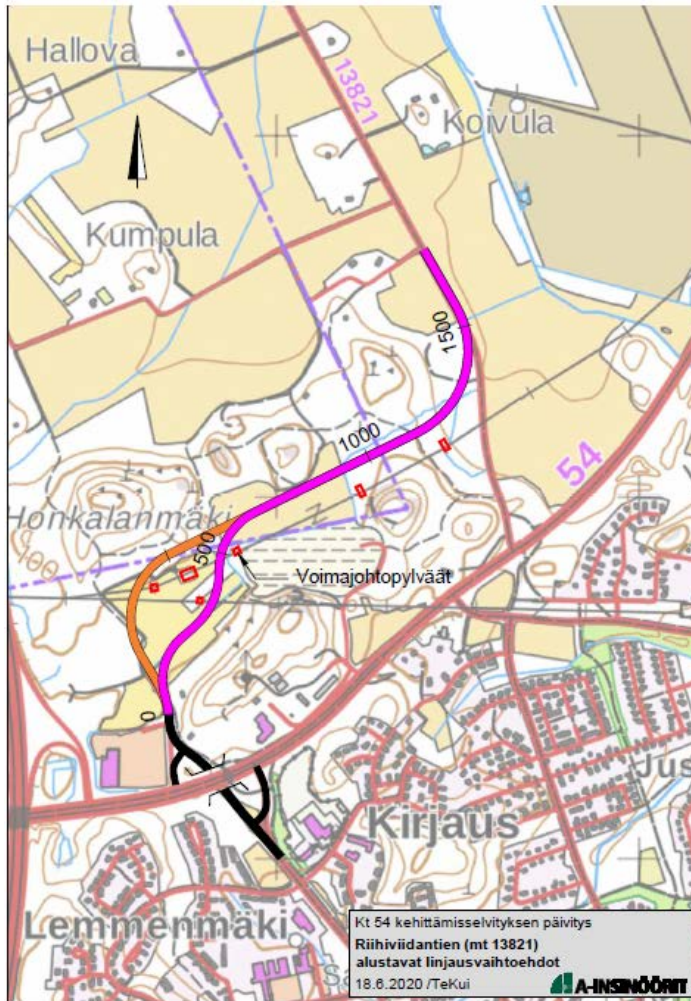 Hallova
13821
Koivula
Kumpula
1500
1000
54
Honkalanmäki
500
Voimajohtopylväät
0
Jus
Kirjaus
Lemmenmäki
Sa
Kt 54 kehittämisselvityksen päivitys
Riihiviidantien (mt 13821)
alustavat linjausvaihtoehdot
18.6.2020 /TeKui
A-INSINÖÖRIT